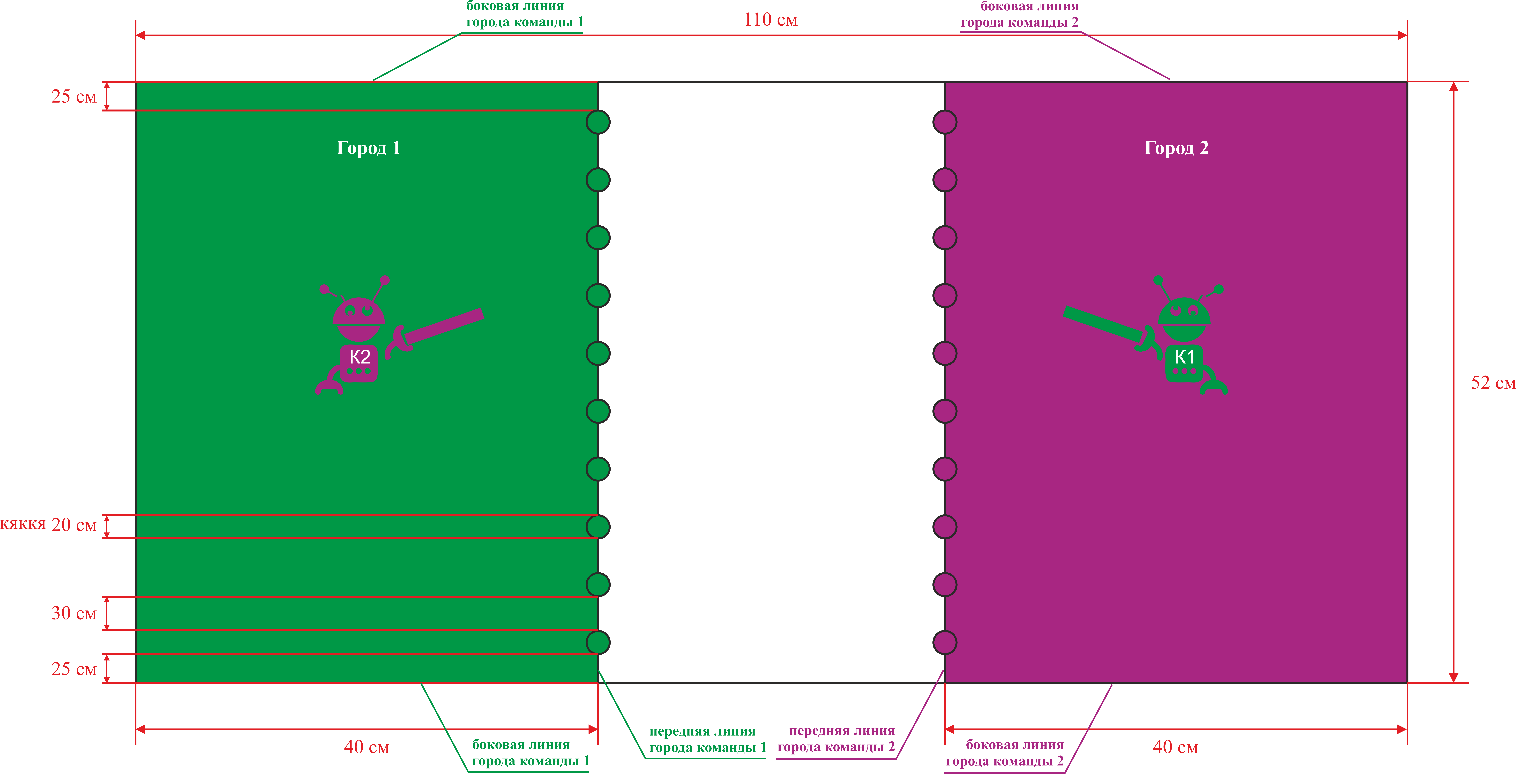 боковая линия
города команды 1
110 см
боковая линия
города команды 2
25 см
Город 1
Город 2
К2
К1
52 см
кяккя 20 см
30 см
25 см
40 см
боковая линия
города команды 1
передняя линия
города команды 1
передняя линия
города команды 2
боковая линия
города команды 2
40 см